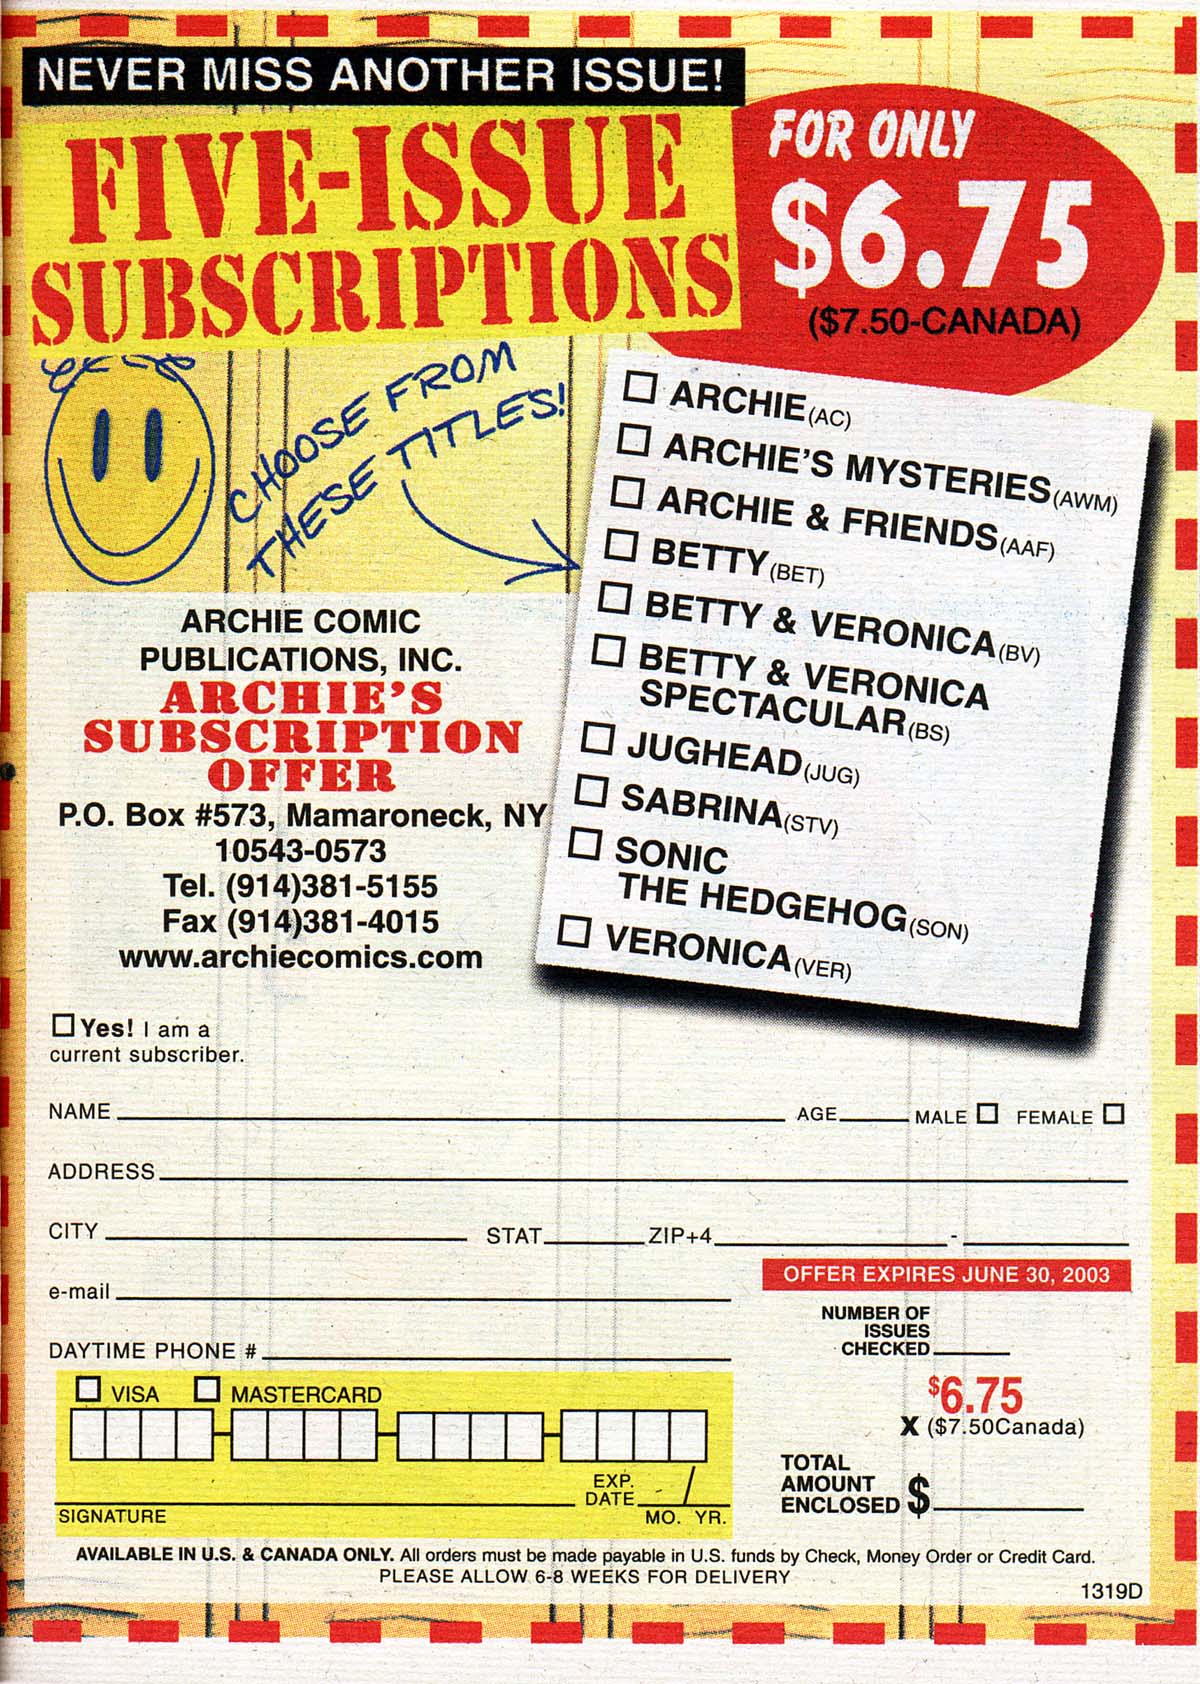 NEVER MISS ANOTHER ISSUE!
FIVE-ISSUE
SUBSCRIPTIONS
FOR ONLY
$6.75
($7.50-CANADA)
CHOOSE FROM
THESE TITLES!
ARCHIE(AC)
ARCHIE'S MYSTERIES(AWM)
ARCHIE & FRIENDS(AAF)
BETTY(BET)
BETTY & VERONICA(BV)
BETTY & VERONICA
SPECTACULAR(BS)
JUGHEAD(JUG)
SABRINA(STV)
SONIC
THE HEDGEHOG(SON)
VERONICA(VER)
ARCHIE COMIC
PUBLICATIONS, INC.
ARCHIE'S
SUBSCRIPTION
OFFER
P.O. Box #573, Mamaroneck, NY
10543-0573
Tel. (914)381-5155
Fax (914)381-4015
www.archiecomics.com
Yes! I am a
current subscriber.
NAME AGE MALE FEMALE
ADDRESS
CITY STAT ZIP+4 -
e-mail
OFFER EXPIRES JUNE 30, 2003
DAYTIME PHONE #
NUMBER OF
ISSUES
CHECKED
VISA MASTERCARD
$6.75
X ($7.50Canada)
EXP.
DATE /
SIGNATURE MO. YR.
TOTAL
AMOUNT
ENCLOSED $
AVAILABLE IN U.S. & CANADA ONLY. All orders must be made payable in U.S. funds by Check, Money Order or Credit Card.
PLEASE ALLOW 6-8 WEEKS FOR DELIVERY
1319D